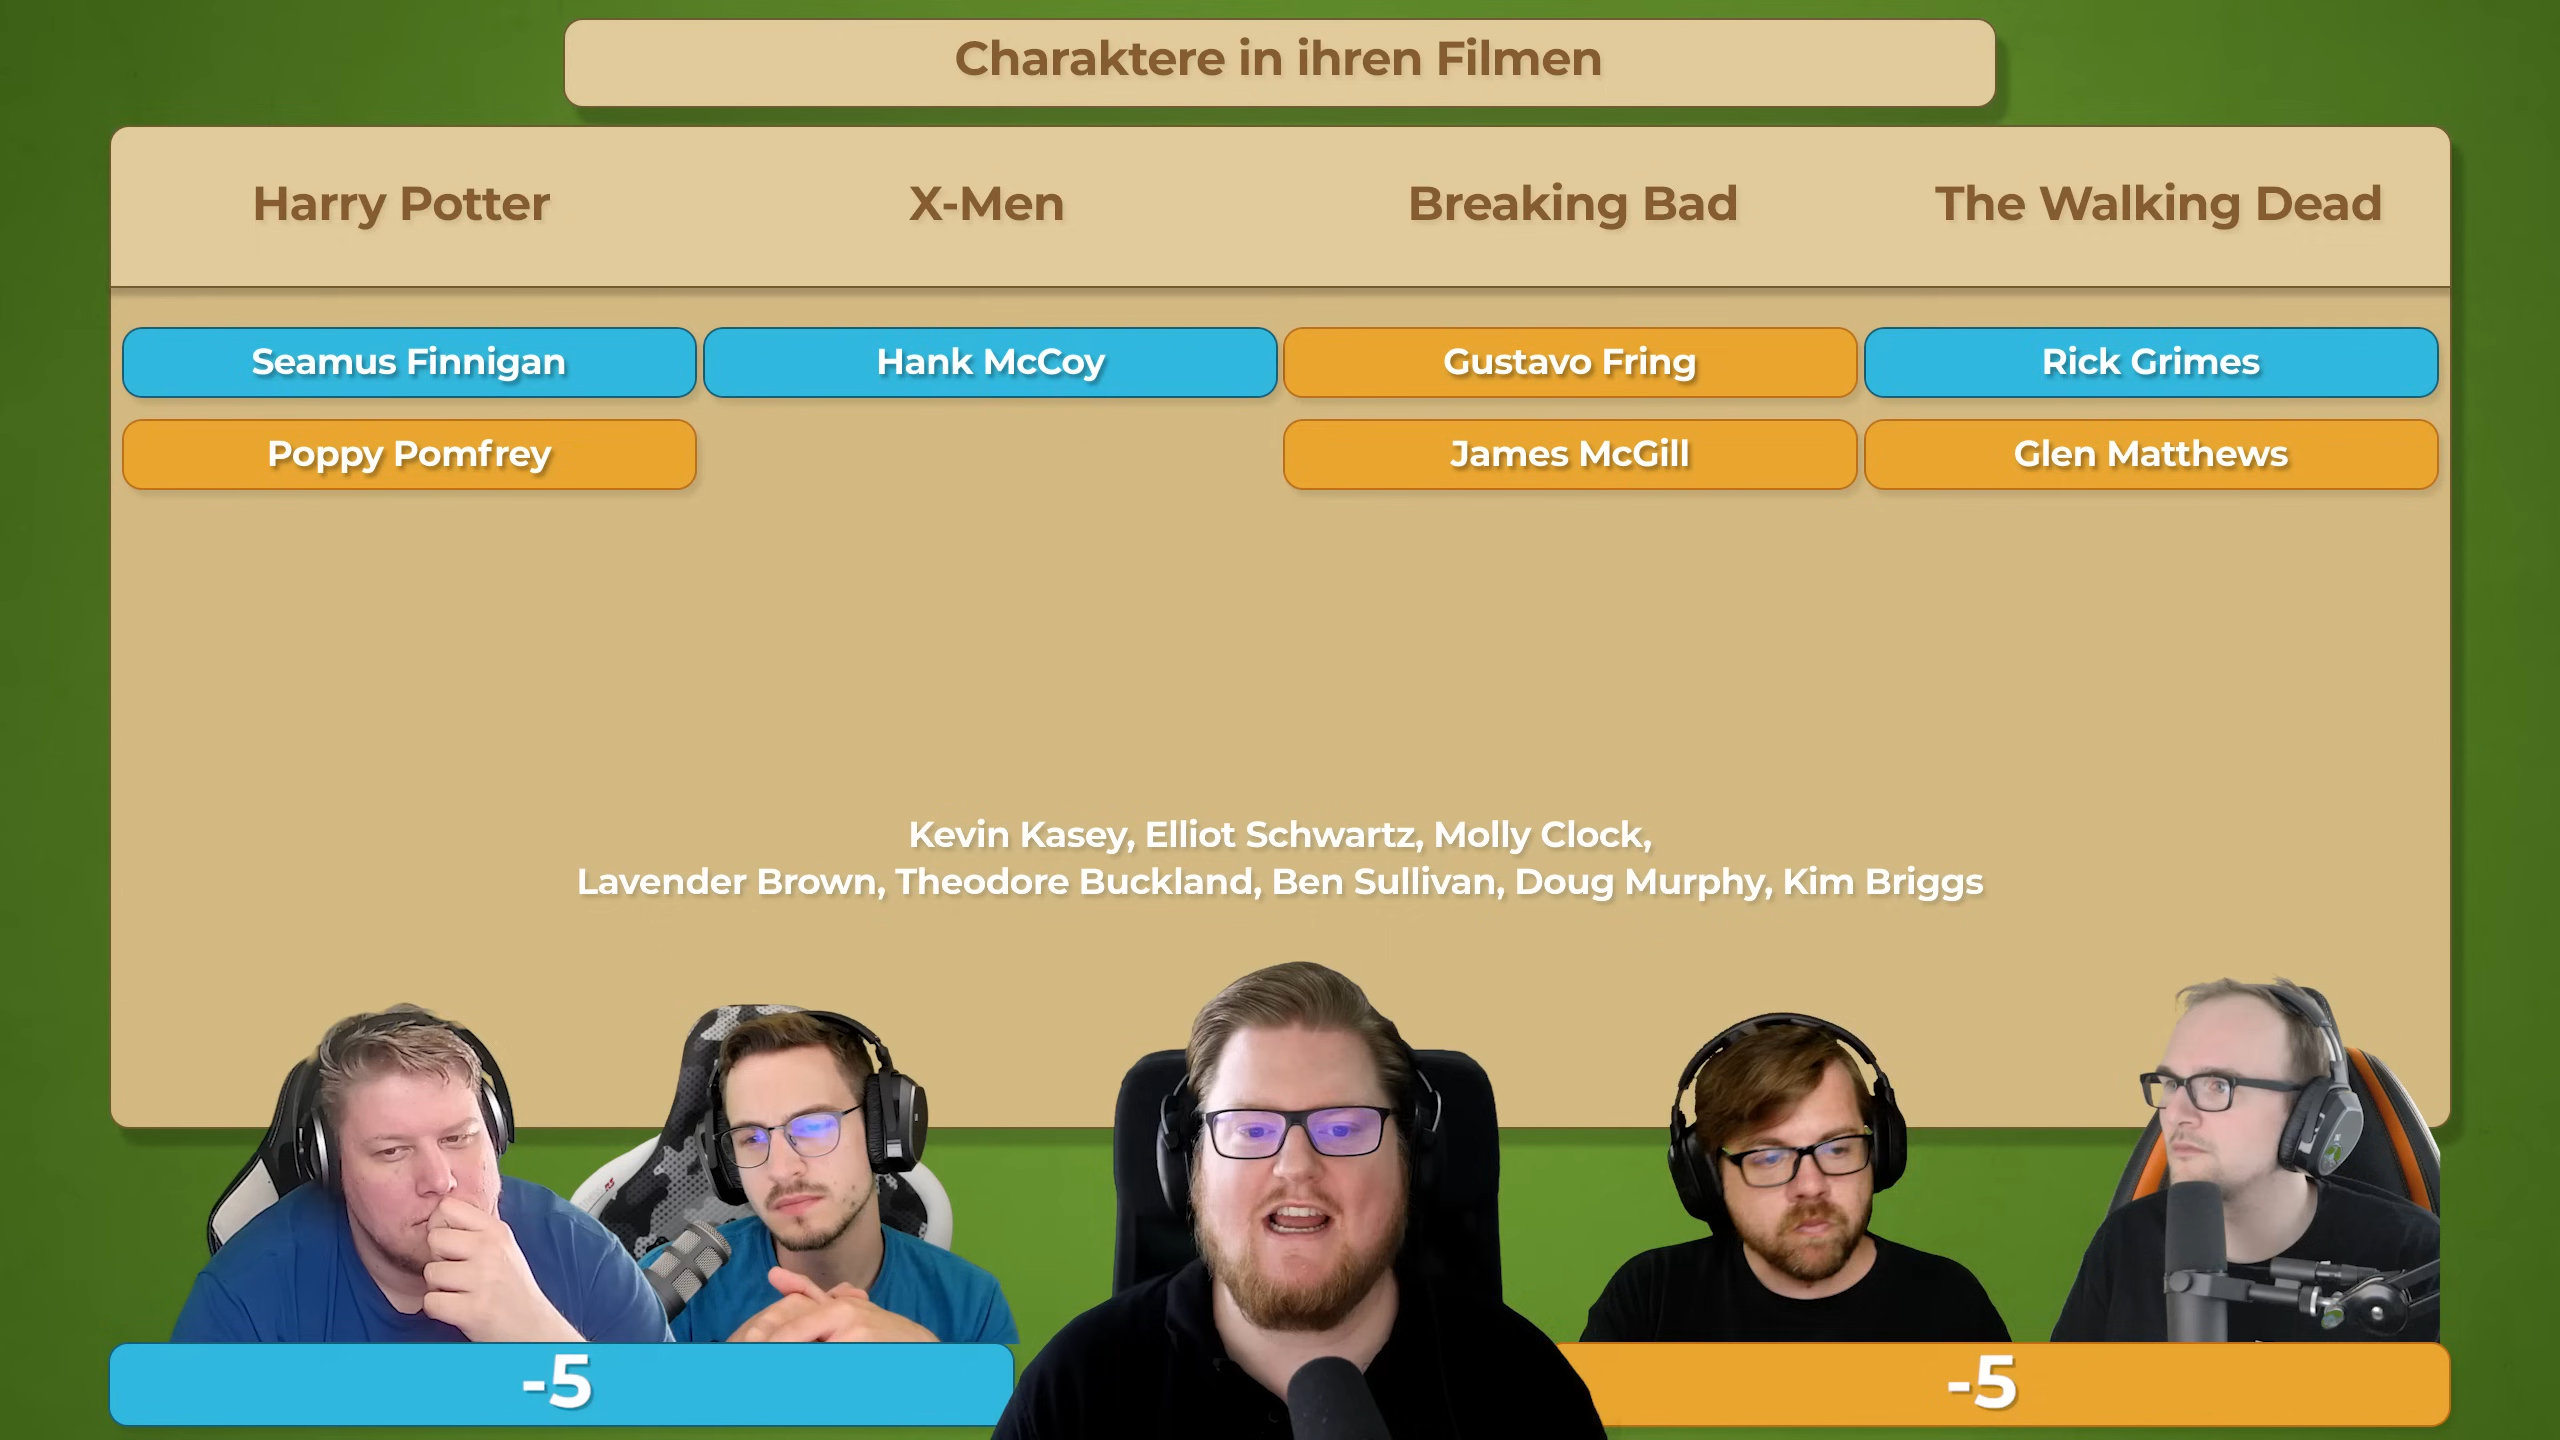 Charaktere in ihren Filmen
Harry Potter
X-Men
Breaking Bad
The Walking Dead
Seamus Finnigan
Hank McCoy
Gustavo Fring
Rick Grimes
Poppy Pomfrey
James McGill
Glen Matthews
Kevin Kasey, Elliot Schwartz, Molly Clock,
Lavender Brown, Theodore Buckland, Ben Sullivan, Doug Murphy, Kim Briggs
-5
-5